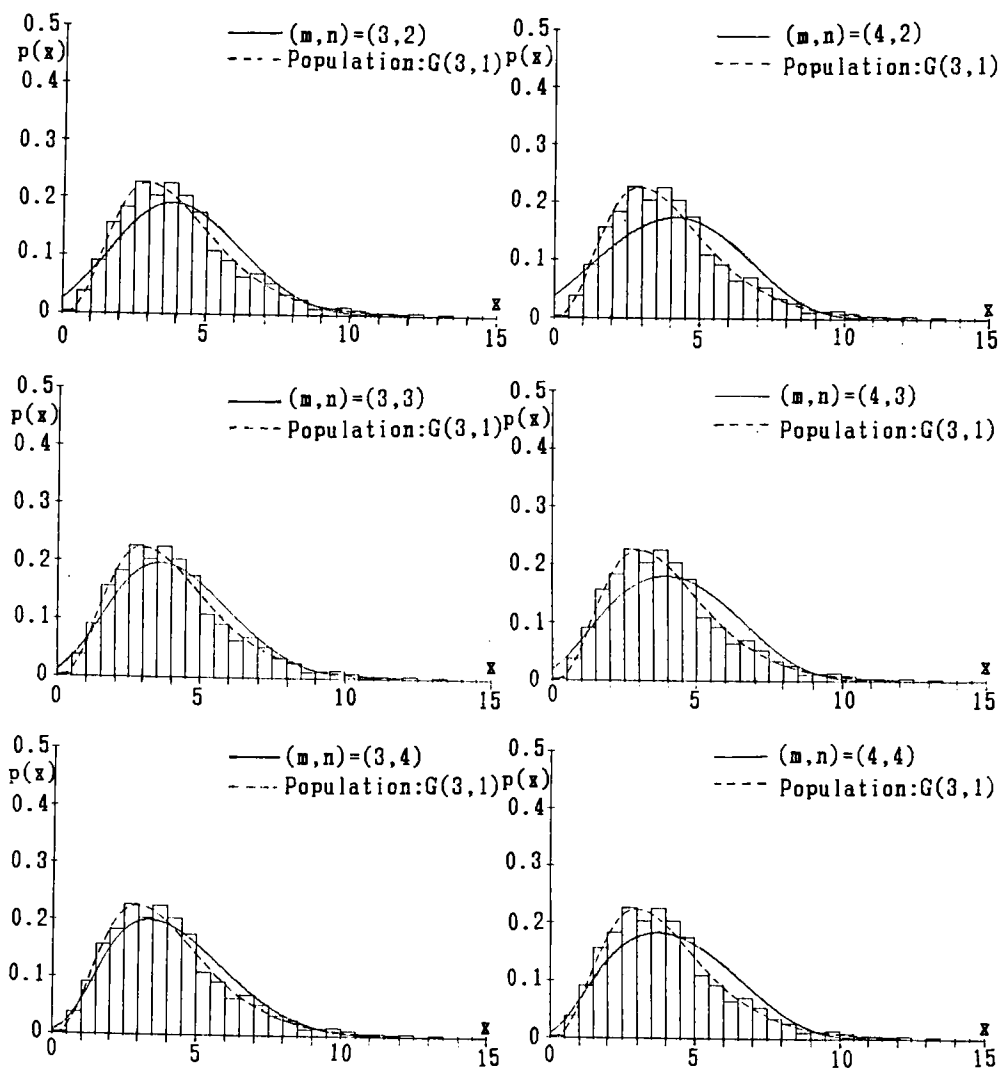 0.5
p(x)
0.4
0.3
0.2
0.1
0
0 5 10 15
x
(m,n)=(3,2)
Population:G(3,1)
0.5
p(x)
0.4
0.3
0.2
0.1
0
0 5 10 15
x
(m,n)=(4,2)
Population:G(3,1)
0.5
p(x)
0.4
0.3
0.2
0.1
0
0 5 10 15
x
(m,n)=(3,3)
Population:G(3,1)
0.5
p(x)
0.4
0.3
0.2
0.1
0
0 5 10 15
x
(m,n)=(4,3)
Population:G(3,1)
0.5
p(x)
0.4
0.3
0.2
0.1
0
0 5 10 15
x
(m,n)=(3,4)
Population:G(3,1)
0.5
p(x)
0.4
0.3
0.2
0.1
0
0 5 10 15
x
(m,n)=(4,4)
Population:G(3,1)